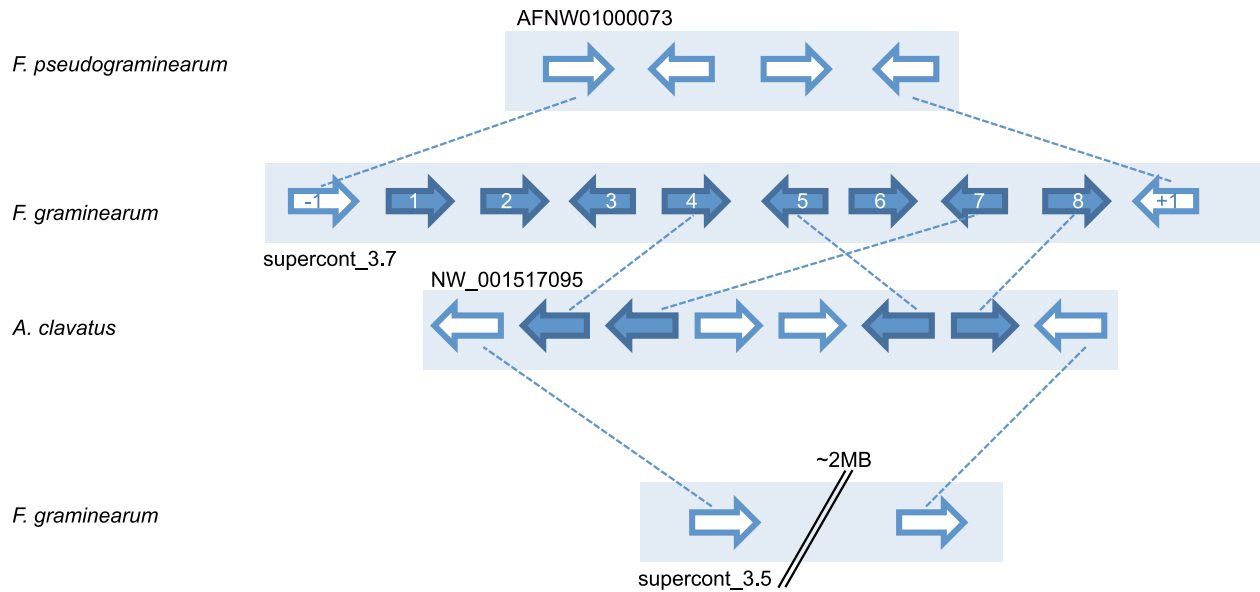 AFNW01000073
F. pseudograminearum
F. graminearum
-1 1 2 3 4 5 6 7 8 +1
supercont_3.7
NW_001517095
A. clavatus
~2MB
F. graminearum
supercont_3.5